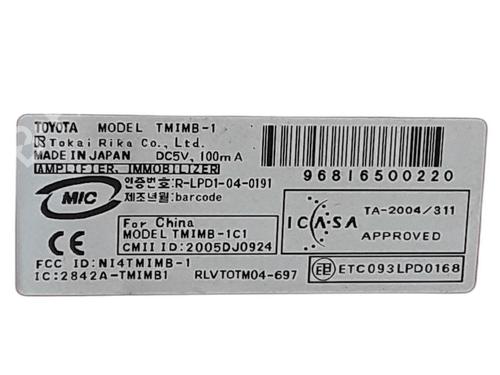 TOYOTA MODEL TMIMB-1
Tokai Rika Co., Ltd.
MADE IN JAPAN DC5V, 100mA
AMPLIFIER, IMMOBILIZER
96816500220
MIC
인증번호:R-LPD1-04-0191
제조년월:barcode
For China
MODEL TMIMB-1C1
CMII ID:2005DJ0924
ICASA
TA-2004/311
APPROVED
CE
FCC ID:NI4TMIMB-1
IC:2842A-TMIMB1
RLVTOTM04-697
ETC093LPD0168